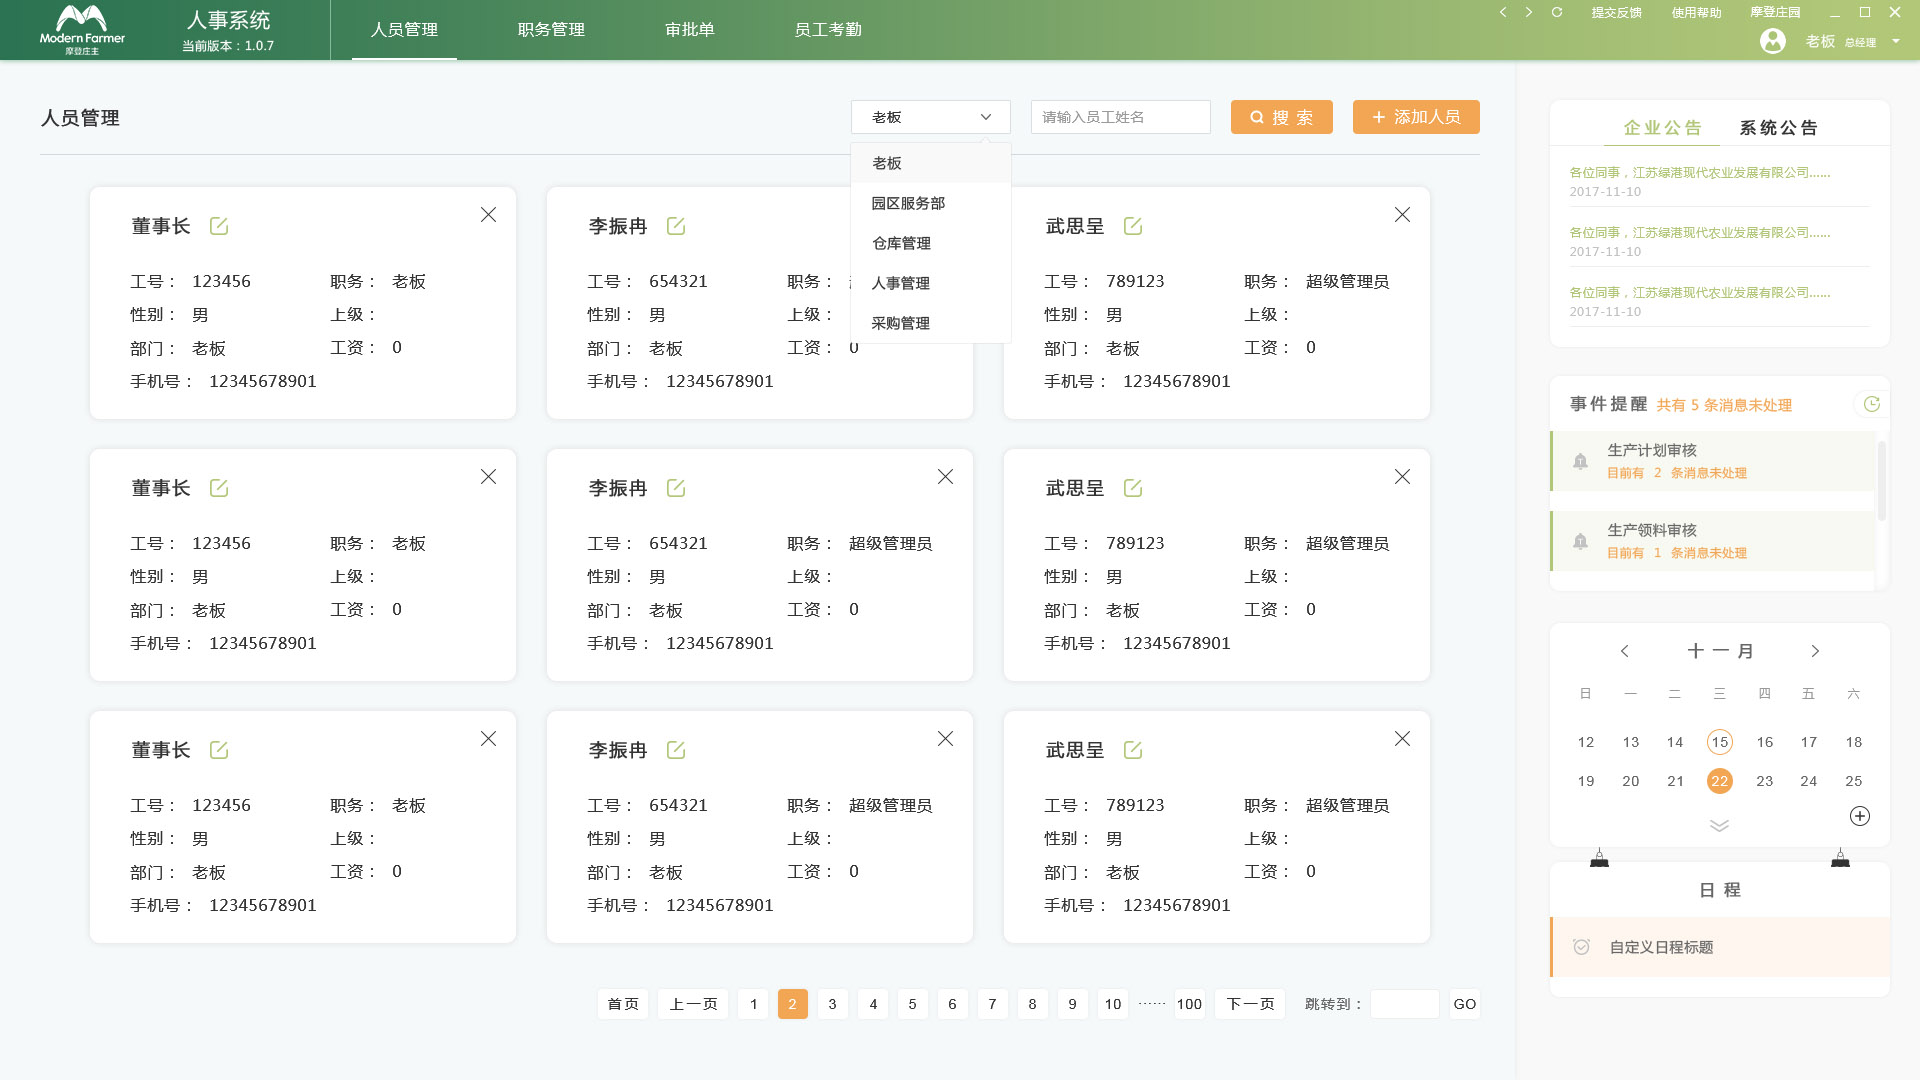 Modern Farmer
摩登庄主
人事系统
当前版本：1.0.7
人员管理
职务管理
审批单
员工考勤
提交反馈
使用帮助
摩登庄园
老板 总经理
人员管理
老板
请输入员工姓名
搜 索
添加人员
老板
园区服务部
仓库管理
人事管理
采购管理
董事长
工号： 123456 职务： 老板
性别： 男 上级：
部门： 老板 工资： 0
手机号： 12345678901
李振冉
工号： 654321 职务：
性别： 男 上级：
部门： 老板 工资： 0
手机号： 12345678901
武思呈
工号： 789123 职务： 超级管理员
性别： 男 上级：
部门： 老板 工资： 0
手机号： 12345678901
董事长
工号： 123456 职务： 老板
性别： 男 上级：
部门： 老板 工资： 0
手机号： 12345678901
李振冉
工号： 654321 职务： 超级管理员
性别： 男 上级：
部门： 老板 工资： 0
手机号： 12345678901
武思呈
工号： 789123 职务： 超级管理员
性别： 男 上级：
部门： 老板 工资： 0
手机号： 12345678901
董事长
工号： 123456 职务： 老板
性别： 男 上级：
部门： 老板 工资： 0
手机号： 12345678901
李振冉
工号： 654321 职务： 超级管理员
性别： 男 上级：
部门： 老板 工资： 0
手机号： 12345678901
武思呈
工号： 789123 职务： 超级管理员
性别： 男 上级：
部门： 老板 工资： 0
手机号： 12345678901
首页 上一页 1 2 3 4 5 6 7 8 9 10 ······ 100 下一页 跳转到： GO
企业公告 系统公告
各位同事，江苏绿港现代农业发展有限公司......
2017-11-10
各位同事，江苏绿港现代农业发展有限公司......
2017-11-10
各位同事，江苏绿港现代农业发展有限公司......
2017-11-10
事件提醒 共有 5 条消息未处理
生产计划审核
目前有 2 条消息未处理
生产领料审核
目前有 1 条消息未处理
十一月
日 一 二 三 四 五 六
12 13 14 15 16 17 18
19 20 21 22 23 24 25
日 程
自定义日程标题